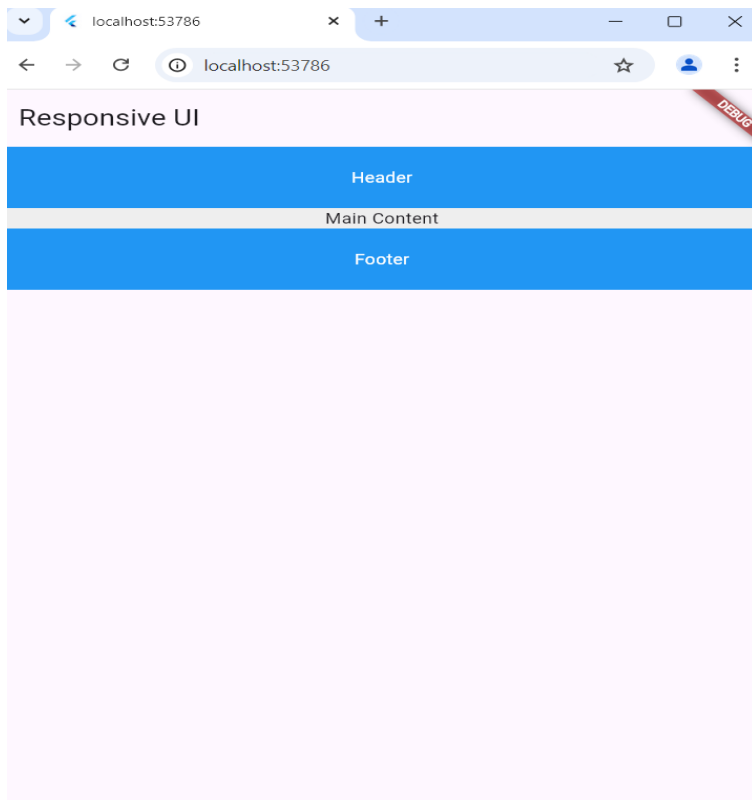 localhost:53786
localhost:53786
Responsive UI
DEBUG
Header
Main Content
Footer